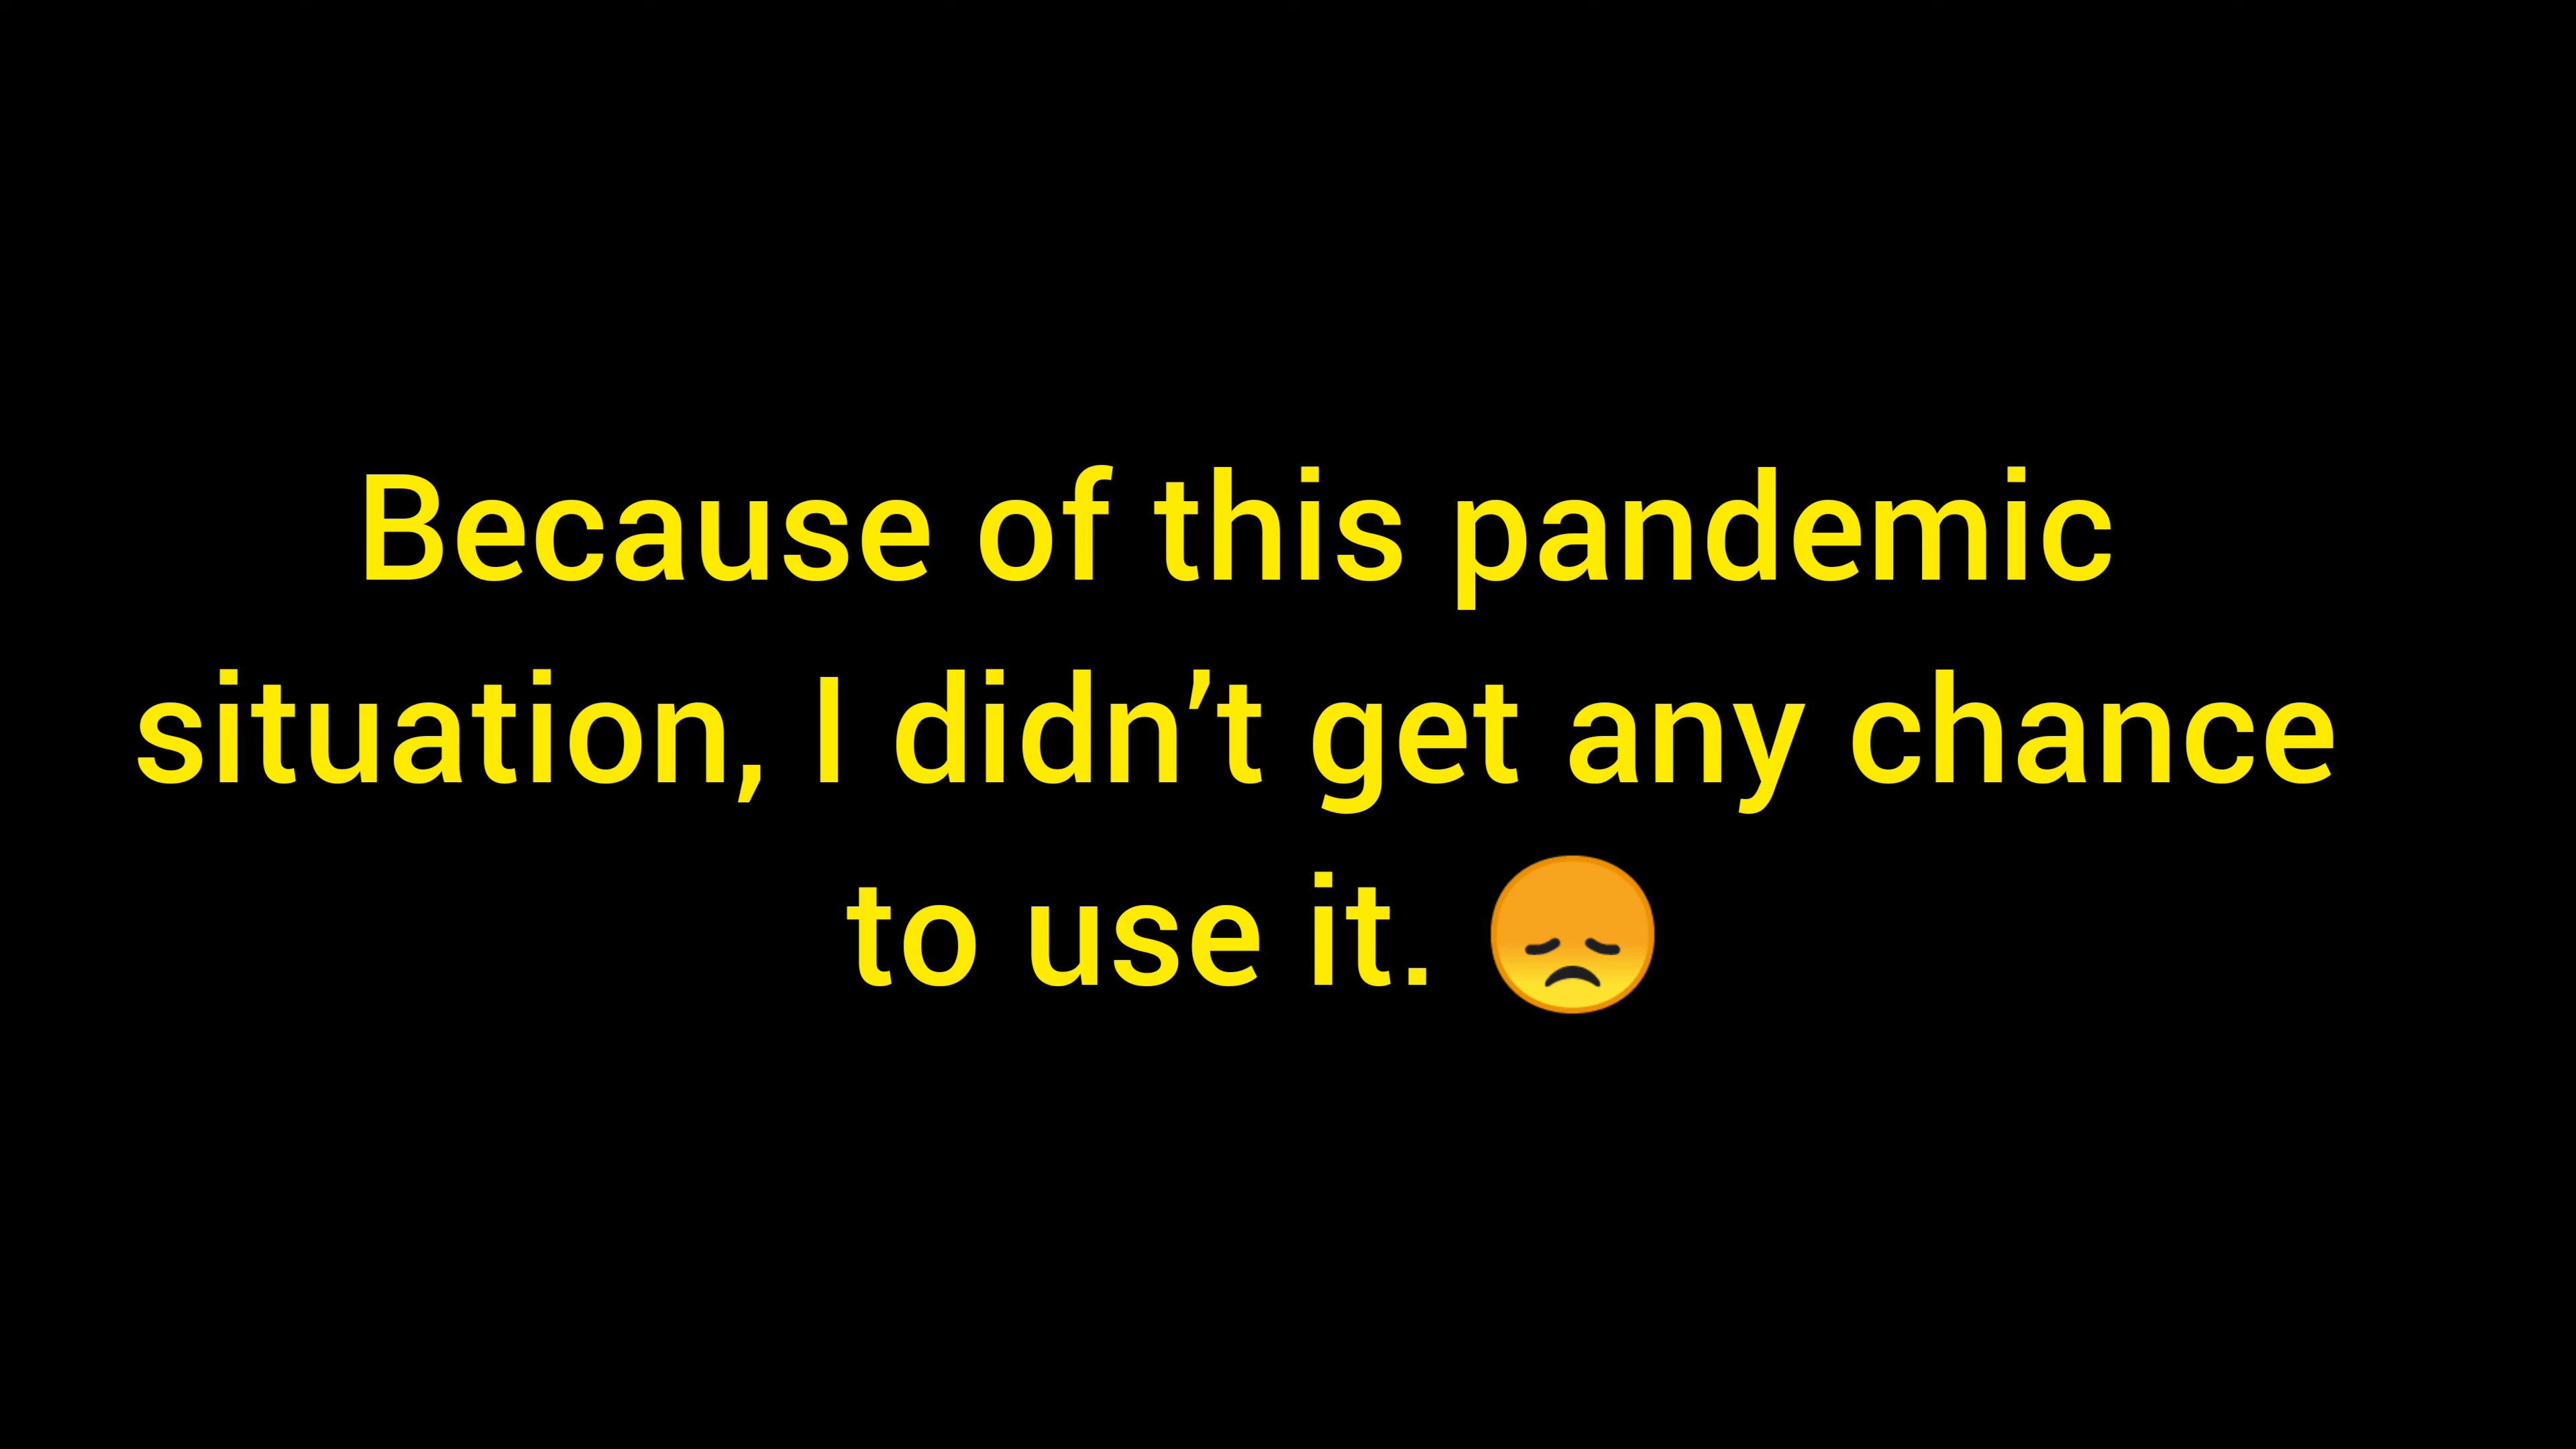 Because of this pandemic
situation, I didn’t get any chance
to use it. 😞